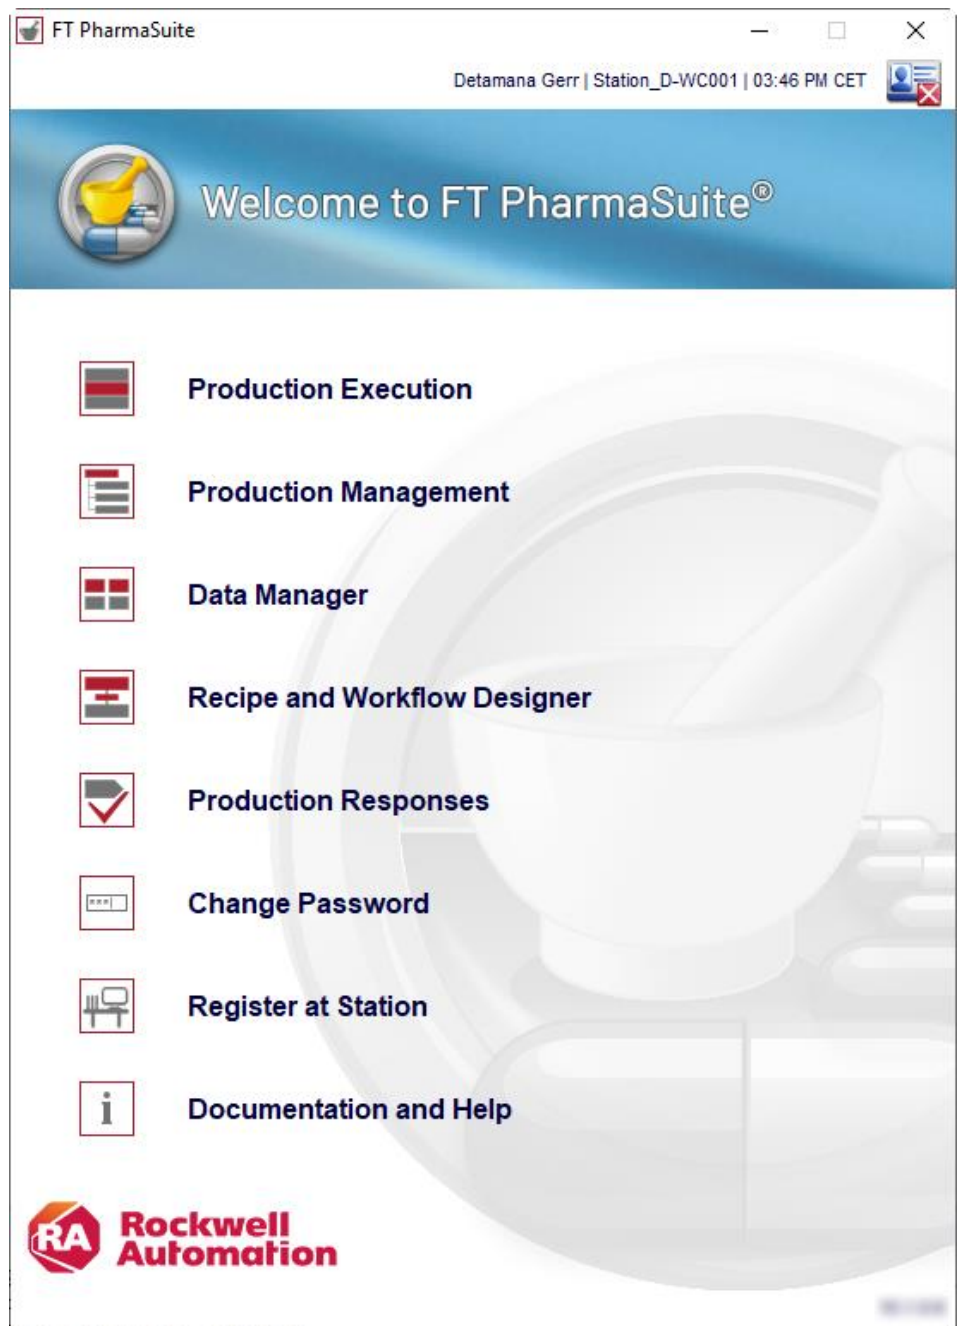 FT PharmaSuite
Detamana Gerr | Station_D-WC001 | 03:46 PM CET
Welcome to FT PharmaSuite®
Production Execution
Production Management
Data Manager
Recipe and Workflow Designer
Production Responses
Change Password
Register at Station
i
Documentation and Help
RA
Rockwell
Automation